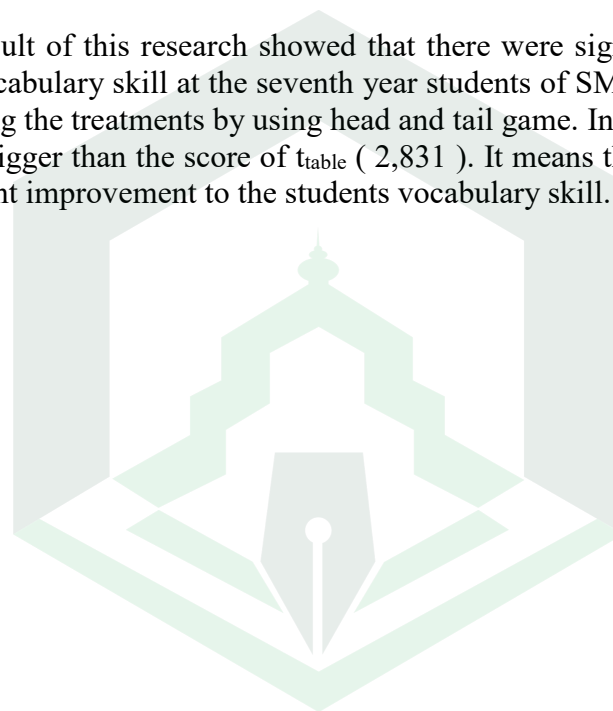 ult of this research showed that there were sig
cabulary skill at the seventh year students of SM
g the treatments by using head and tail game. In
igger than the score of ttable ( 2,831 ). It means t
nt improvement to the students vocabulary skill.